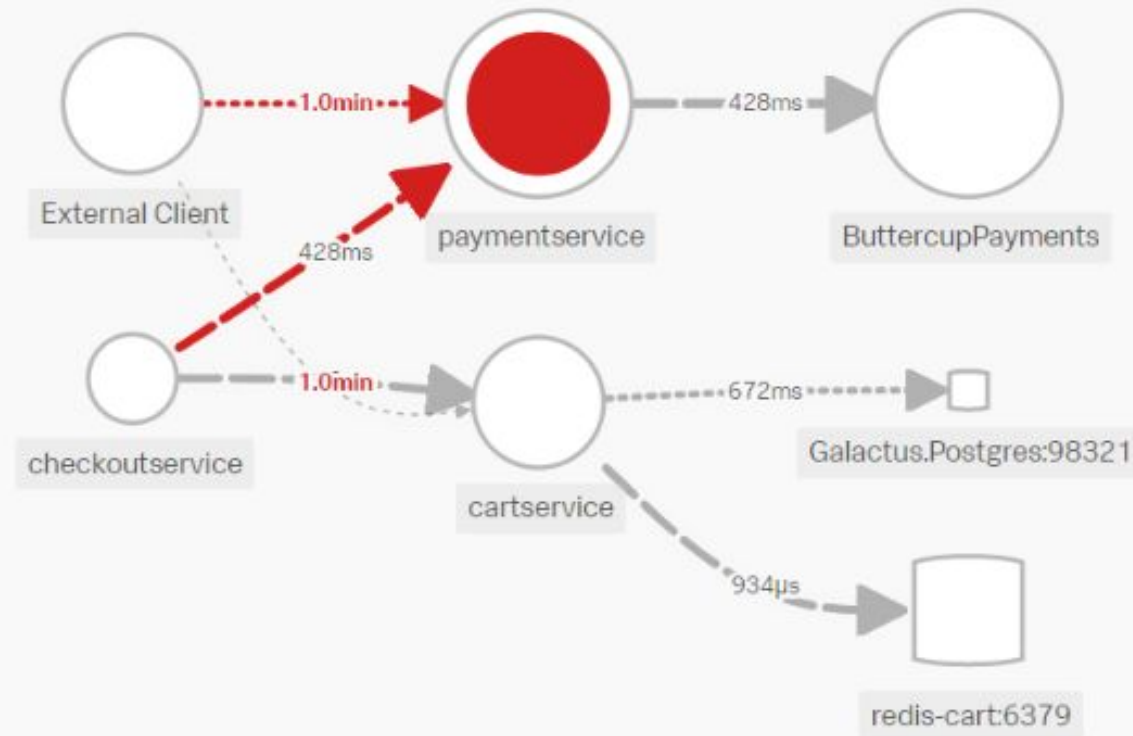 1.0min
428ms
External Client
paymentservice
ButtercupPayments
428ms
1.0min
672ms
checkoutservice
Galactus.Postgres:98321
cartservice
934µs
redis-cart:6379